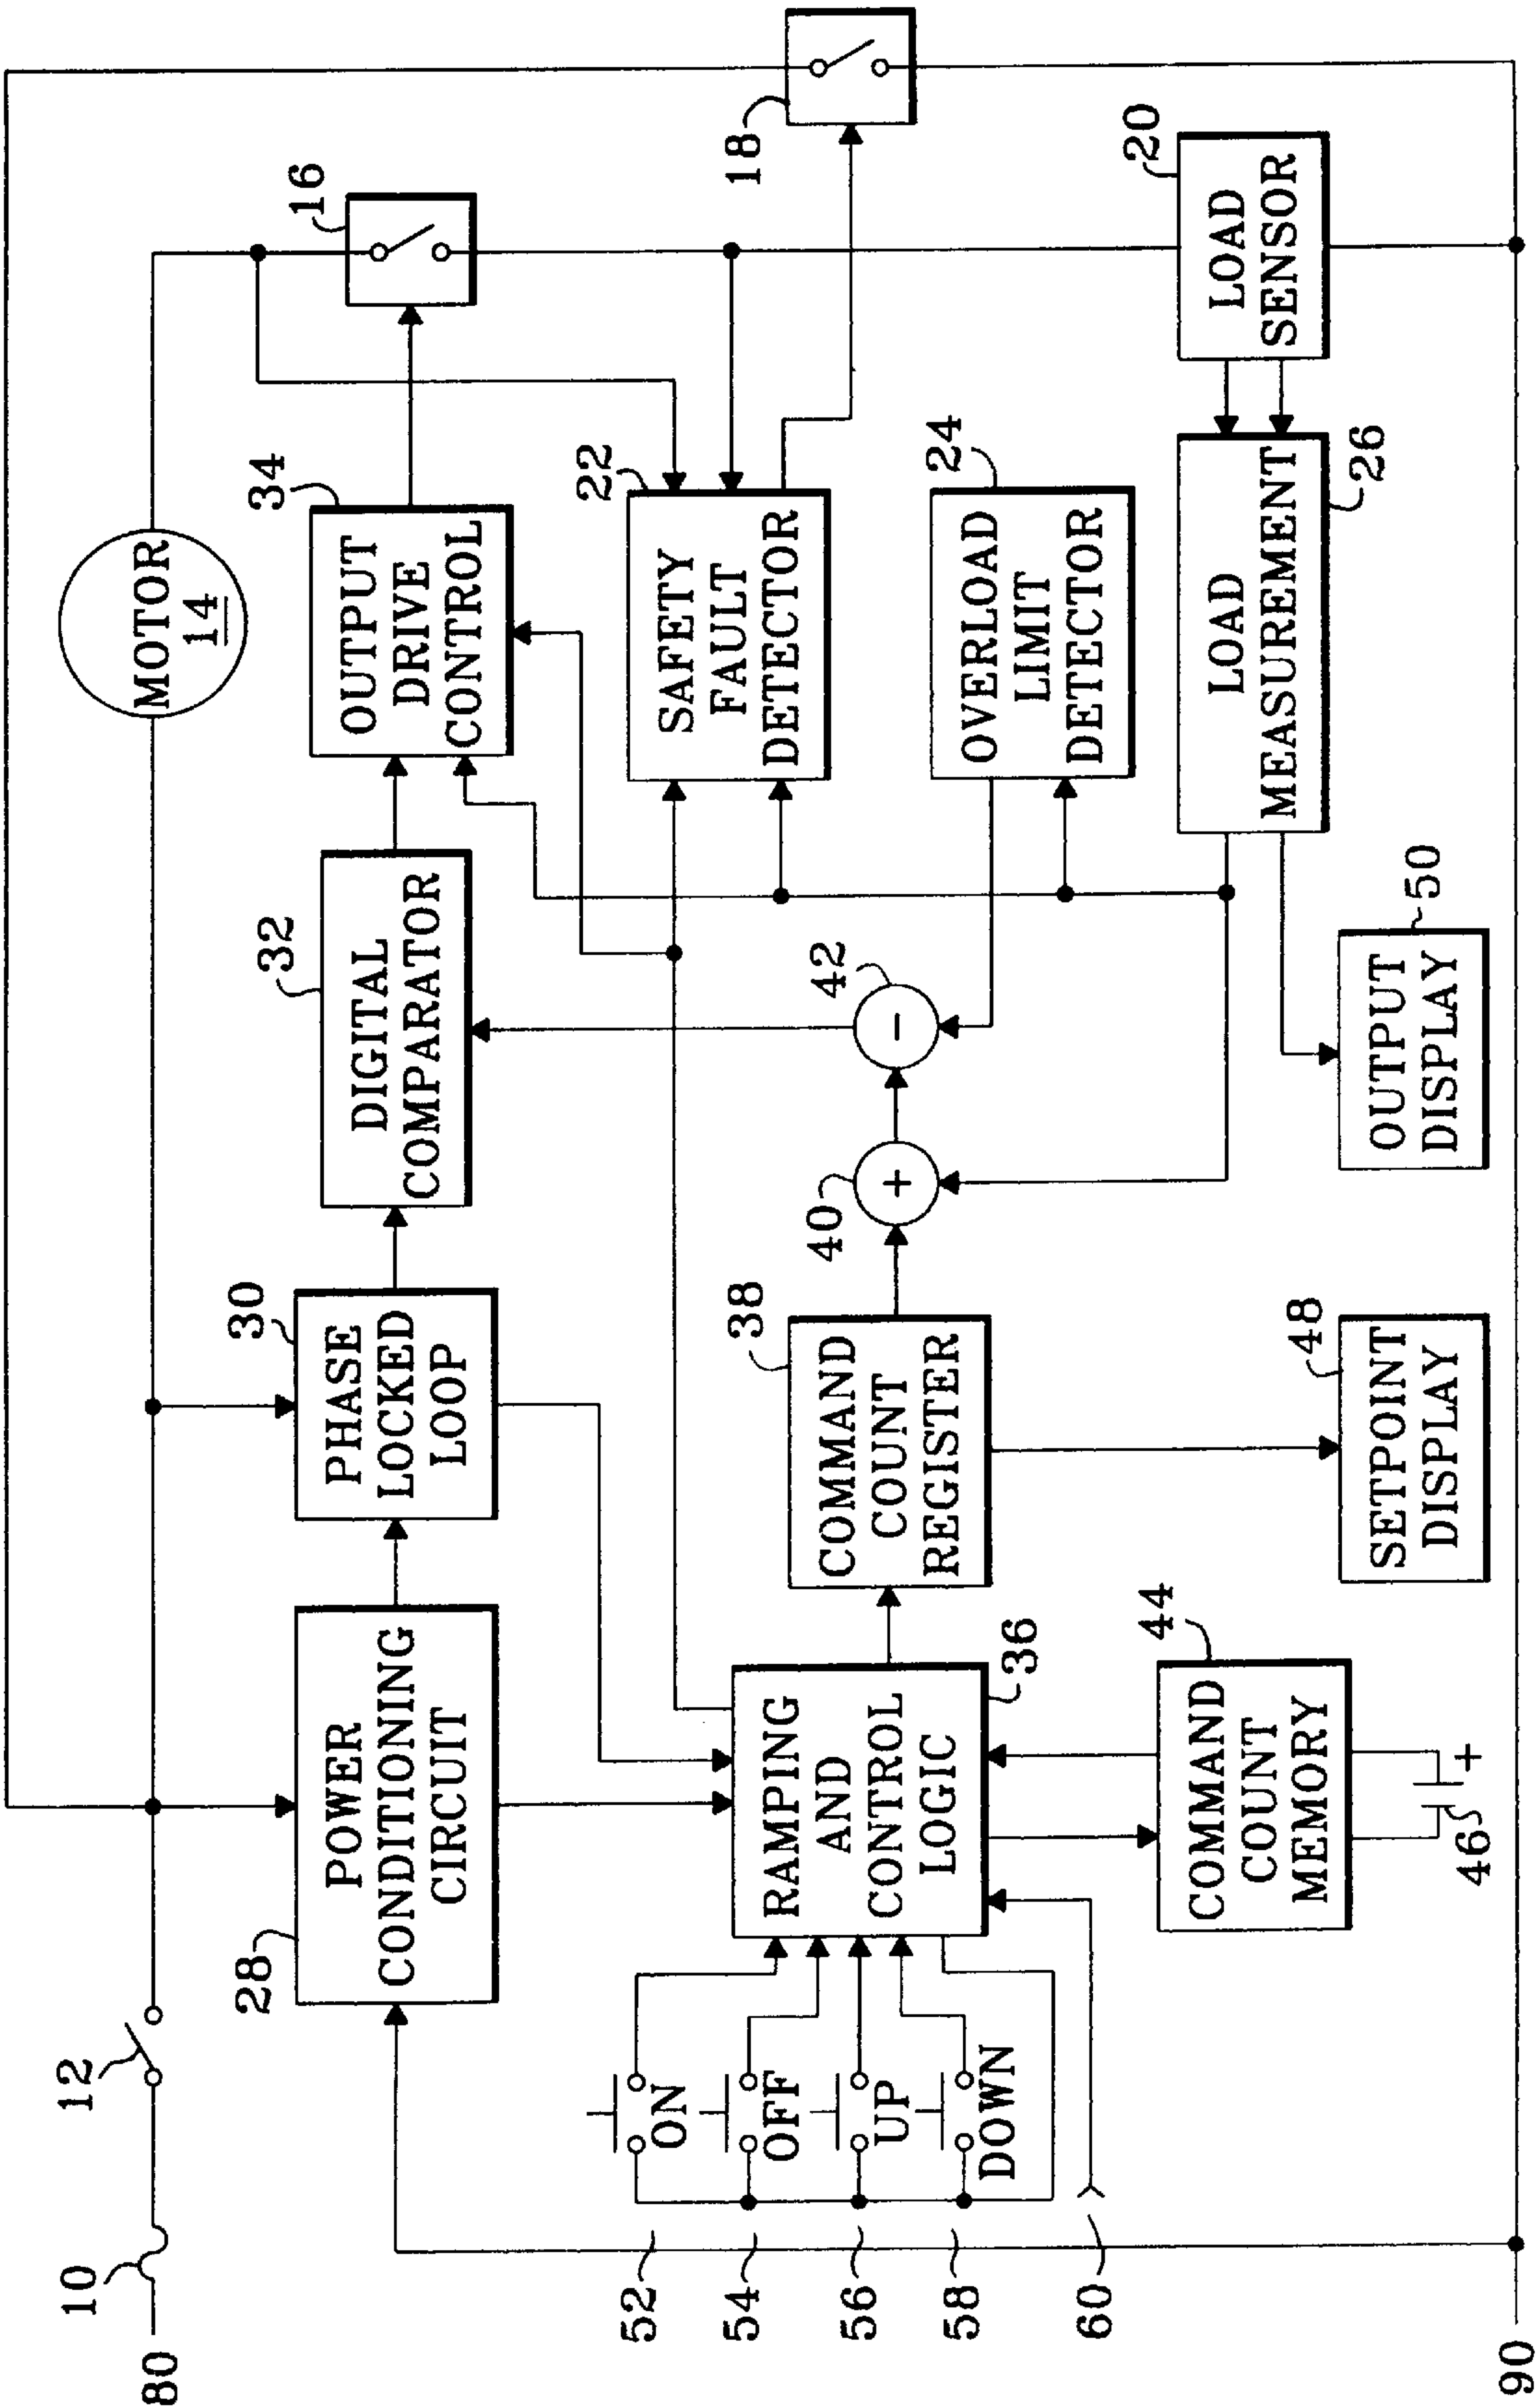 80
10
12
MOTOR
14
16
18
28
POWER
CONDITIONING
CIRCUIT
30
PHASE
LOCKED
LOOP
32
DIGITAL
COMPARATOR
34
OUTPUT
DRIVE
CONTROL
22
SAFETY
FAULT
DETECTOR
24
OVERLOAD
LIMIT
DETECTOR
20
LOAD
SENSOR
26
LOAD
MEASUREMENT
52
ON
54
OFF
56
UP
58
DOWN
60
36
RAMPING
AND
CONTROL
LOGIC
38
COMMAND
COUNT
REGISTER
40
+
42
-
44
COMMAND
COUNT
MEMORY
46
+
48
SETPOINT
DISPLAY
50
OUTPUT
DISPLAY
90